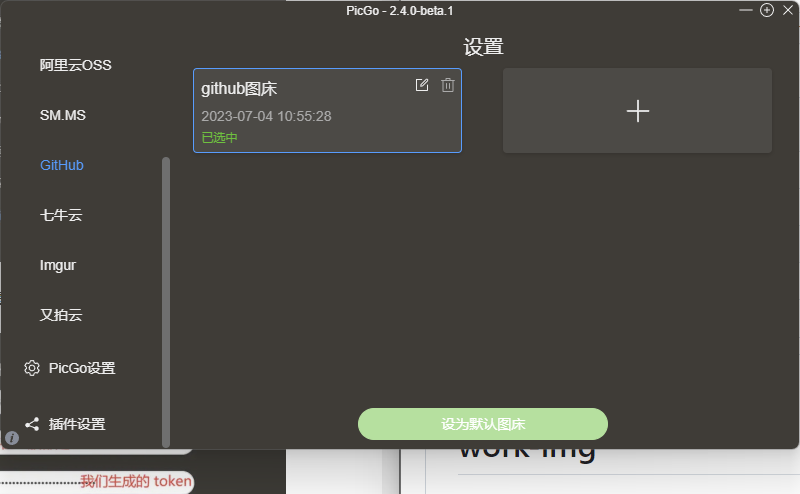 PicGo - 2.4.0-beta.1
设置
阿里云OSS
SM.MS
GitHub
七牛云
Imgur
又拍云
PicGo设置
插件设置
github图床
2023-07-04 10:55:28
已选中
设为默认图床
work-img
我们生成的 token